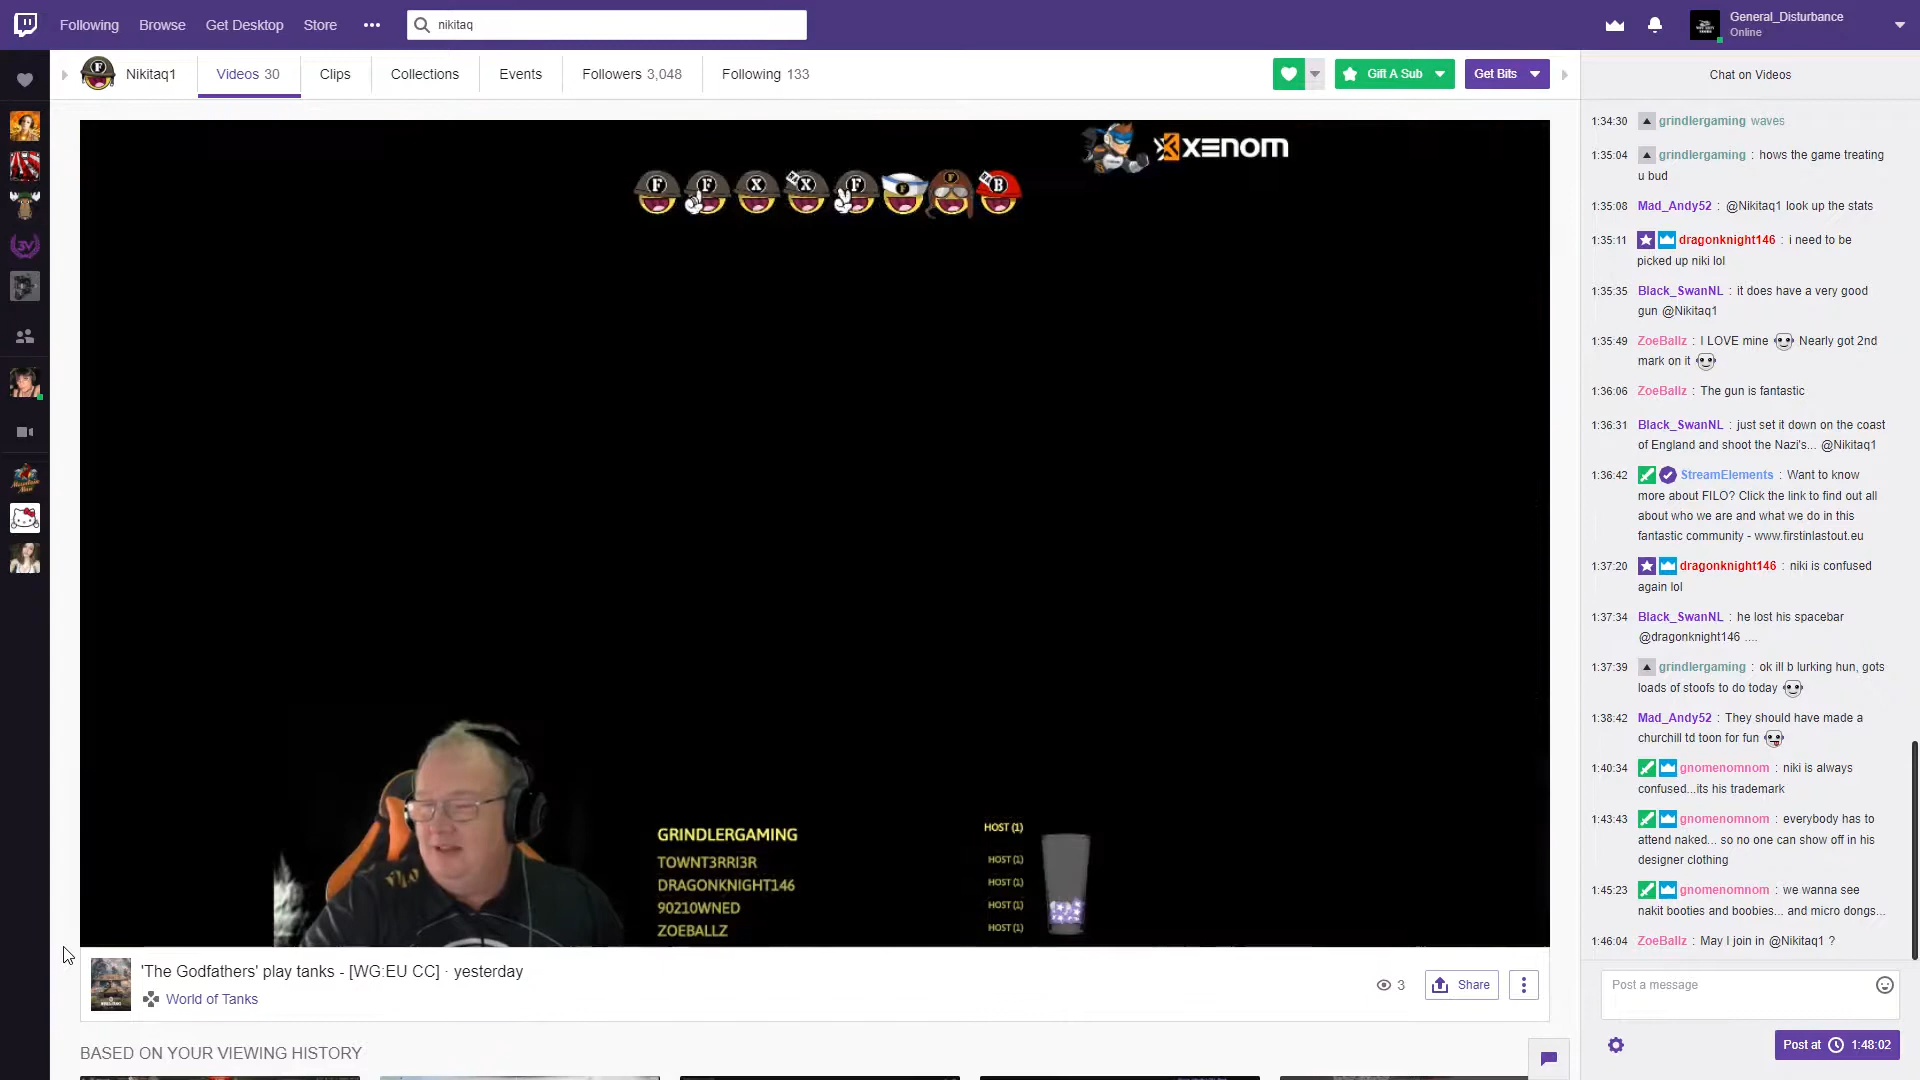 Following
Browse
Get Desktop
Store
nikitaq
General_Disturbance
Online
Nikitaq1
Videos 30
Clips
Collections
Events
Followers 3,048
Following 133
Gift A Sub
Get Bits
Chat on Videos
XENOM
F F X X F F F B
1:34:30 grindlergaming waves
1:35:04 grindlergaming : hows the game treating
u bud
1:35:08 Mad_Andy52 : @Nikitaq1 look up the stats
1:35:11 dragonknight146 : i need to be
picked up niki lol
1:35:35 Black_SwanNL : it does have a very good
gun @Nikitaq1
1:35:49 ZoeBallz : I LOVE mine Nearly got 2nd
mark on it
1:36:06 ZoeBallz : The gun is fantastic
1:36:31 Black_SwanNL : just set it down on the coast
of England and shoot the Nazi's... @Nikitaq1
1:36:42 StreamElements : Want to know
more about FILO? Click the link to find out all
about who we are and what we do in this
fantastic community - www.firstinlastout.eu
1:37:20 dragonknight146 : niki is confused
again lol
1:37:34 Black_SwanNL : he lost his spacebar
@dragonknight146 ....
1:37:39 grindlergaming : ok ill b lurking hun, gots
loads of stoofs to do today
1:38:42 Mad_Andy52 : They should have made a
churchill td toon for fun
1:40:34 gnomenomnom : niki is always
confused...its his trademark
1:43:43 gnomenomnom : everybody has to
attend naked... so no one can show off in his
designer clothing
1:45:23 gnomenomnom : we wanna see
nakit booties and boobies... and micro dongs...
1:46:04 ZoeBallz : May I join in @Nikitaq1 ?
GRINDLERGAMING HOST (1)
TOWNT3RRI3R HOST (1)
DRAGONKNIGHT146 HOST (1)
90210WNED HOST (1)
ZOEBALLZ HOST (1)
'The Godfathers' play tanks - [WG:EU CC] · yesterday
World of Tanks
3
Share
Post a message
Post at 1:48:02
BASED ON YOUR VIEWING HISTORY